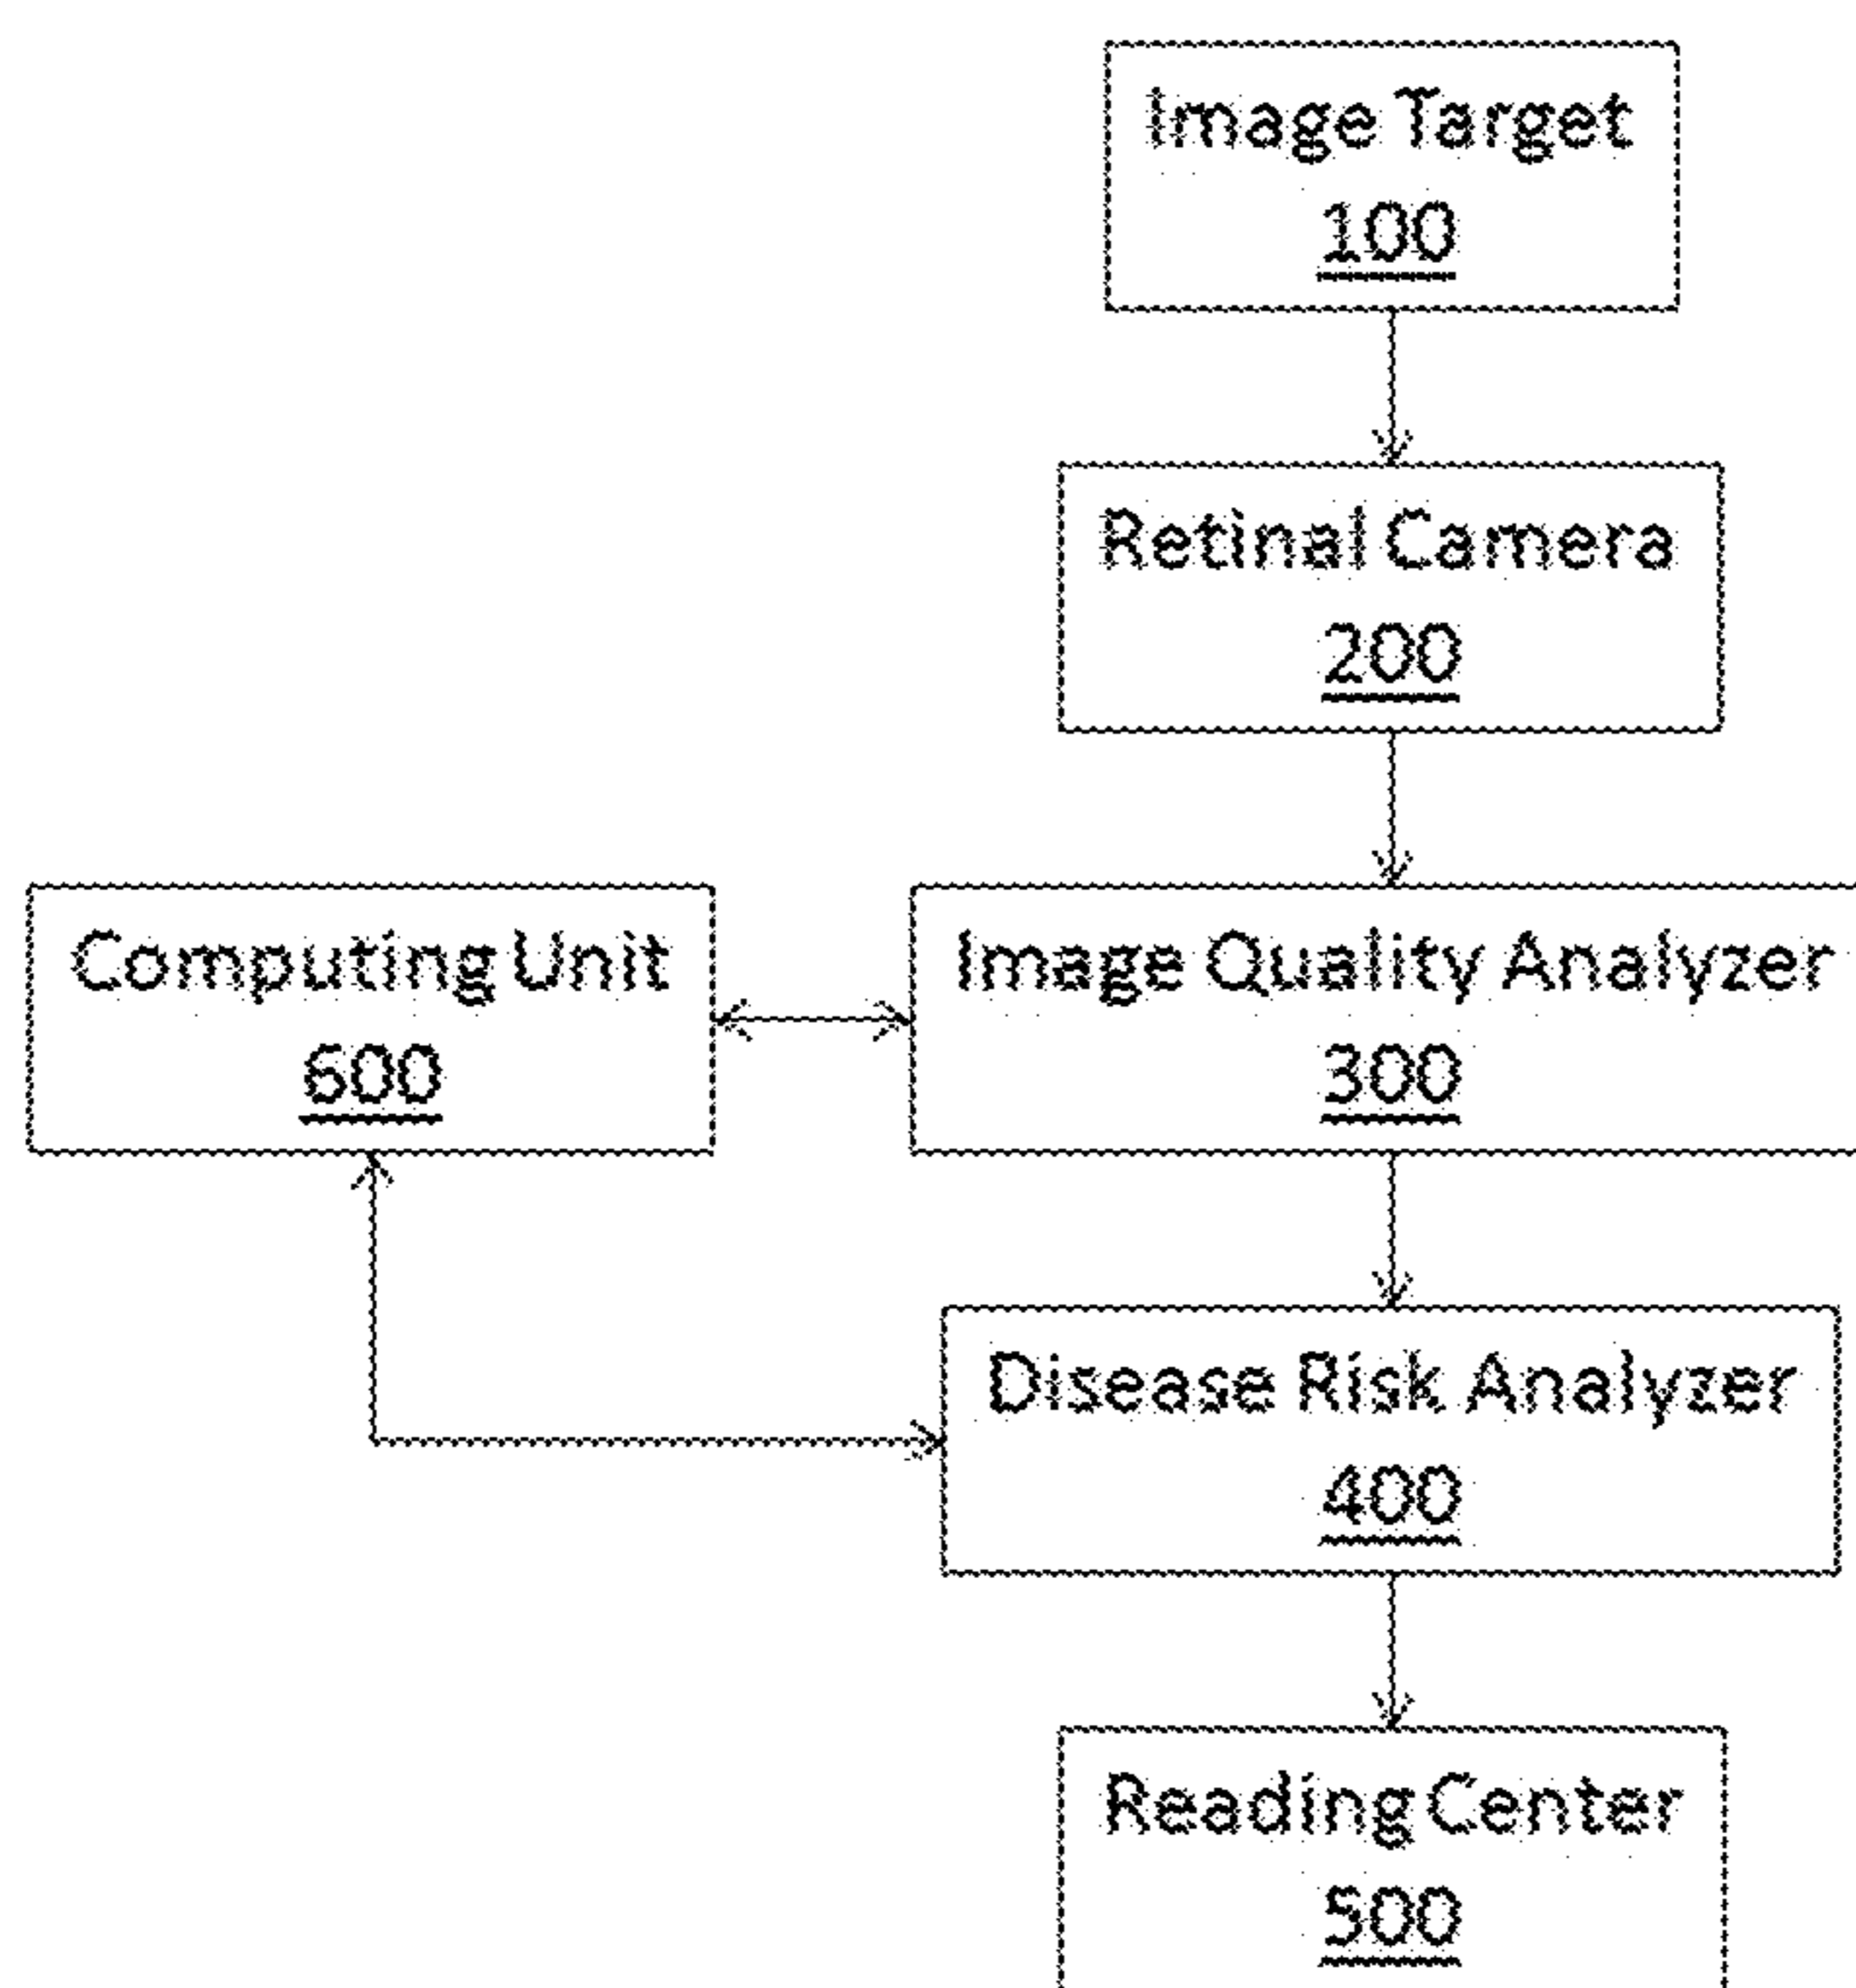 Image Target
100
Retinal Camera
200
Computing Unit
600
Image Quality Analyzer
300
Disease Risk Analyzer
400
Reading Center
500